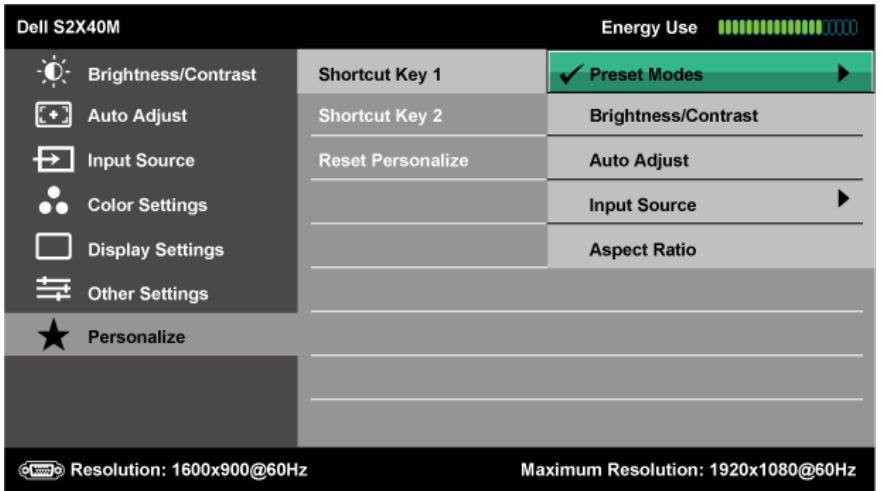 Dell S2X40M
Energy Use
Brightness/Contrast
Shortcut Key 1
Preset Modes
Auto Adjust
Shortcut Key 2
Brightness/Contrast
Input Source
Reset Personalize
Auto Adjust
Color Settings
Input Source
Display Settings
Aspect Ratio
Other Settings
Personalize
Resolution: 1600x900@60Hz
Maximum Resolution: 1920x1080@60Hz